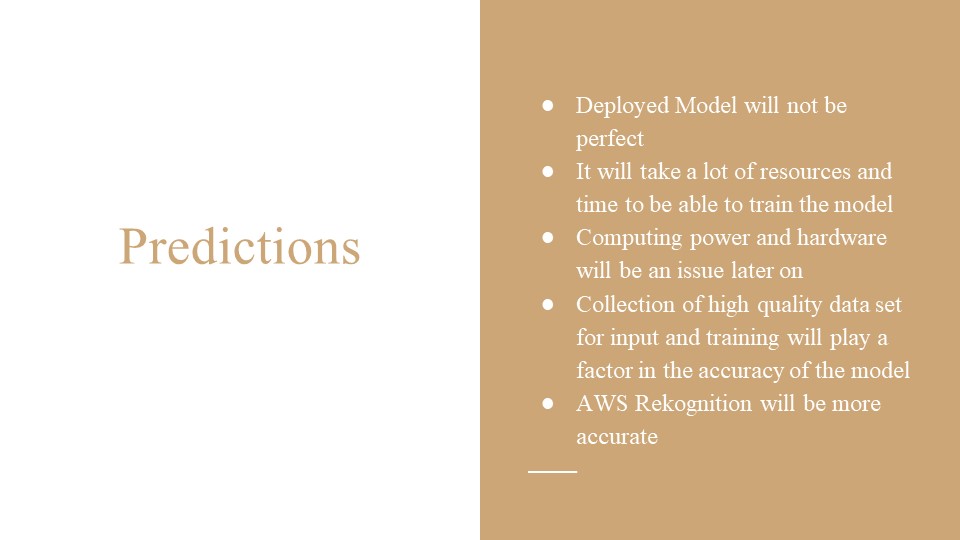 Predictions
● Deployed Model will not be
perfect
● It will take a lot of resources and
time to be able to train the model
● Computing power and hardware
will be an issue later on
● Collection of high quality data set
for input and training will play a
factor in the accuracy of the model
● AWS Rekognition will be more
accurate